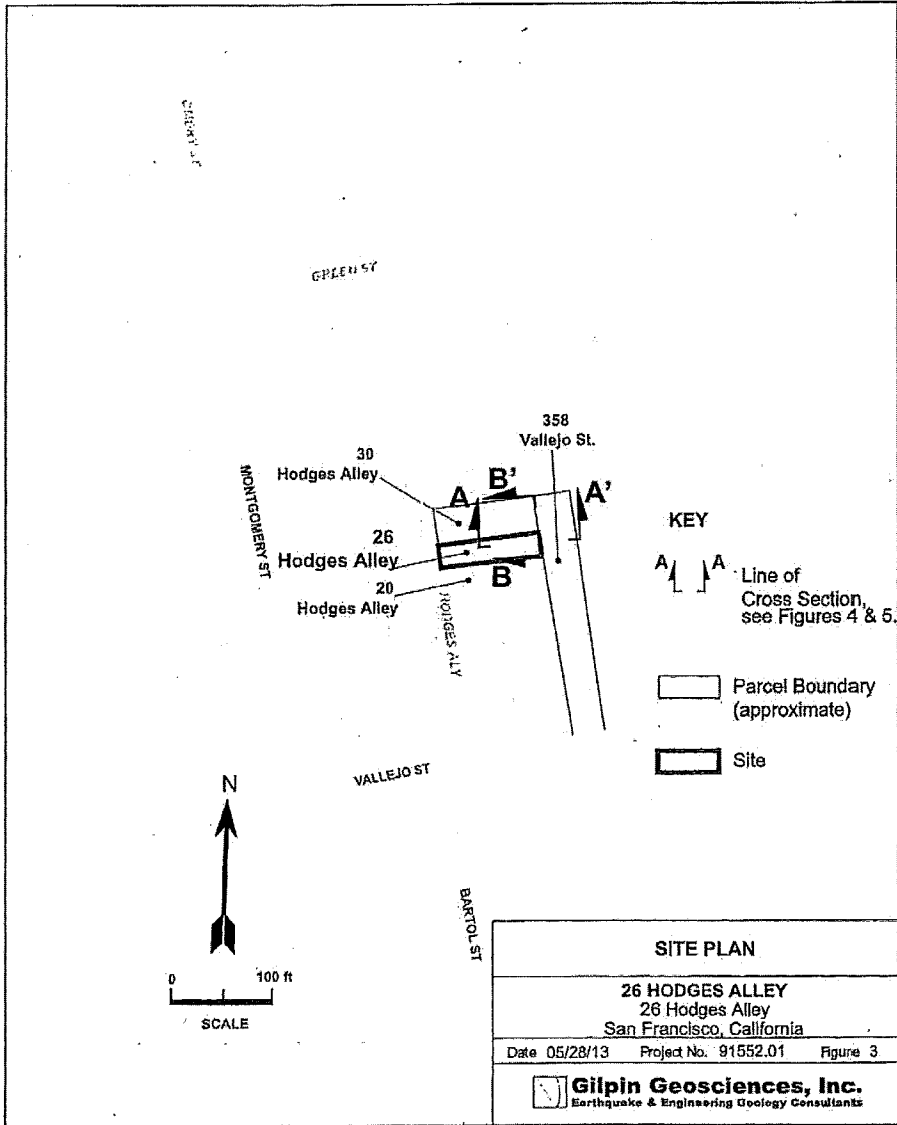 GREEN ST
358
Vallejo St.
30
Hodges Alley
B'
A
A'
MONTGOMERY ST
KEY
26
Hodges Alley
A A
Line of
Cross Section,
see Figures 4 & 5.
B
20
Hodges Alley
HODGES ALY
Parcel Boundary
(approximate)
Site
VALLEJO ST
N
BARTOL ST
0 100 ft
SCALE
SITE PLAN
26 HODGES ALLEY
26 Hodges Alley
San Francisco, California
Date 05/28/13 Project No. 91552.01 Figure 3
Gilpin Geosciences, Inc.
Earthquake & Engineering Geology Consultants